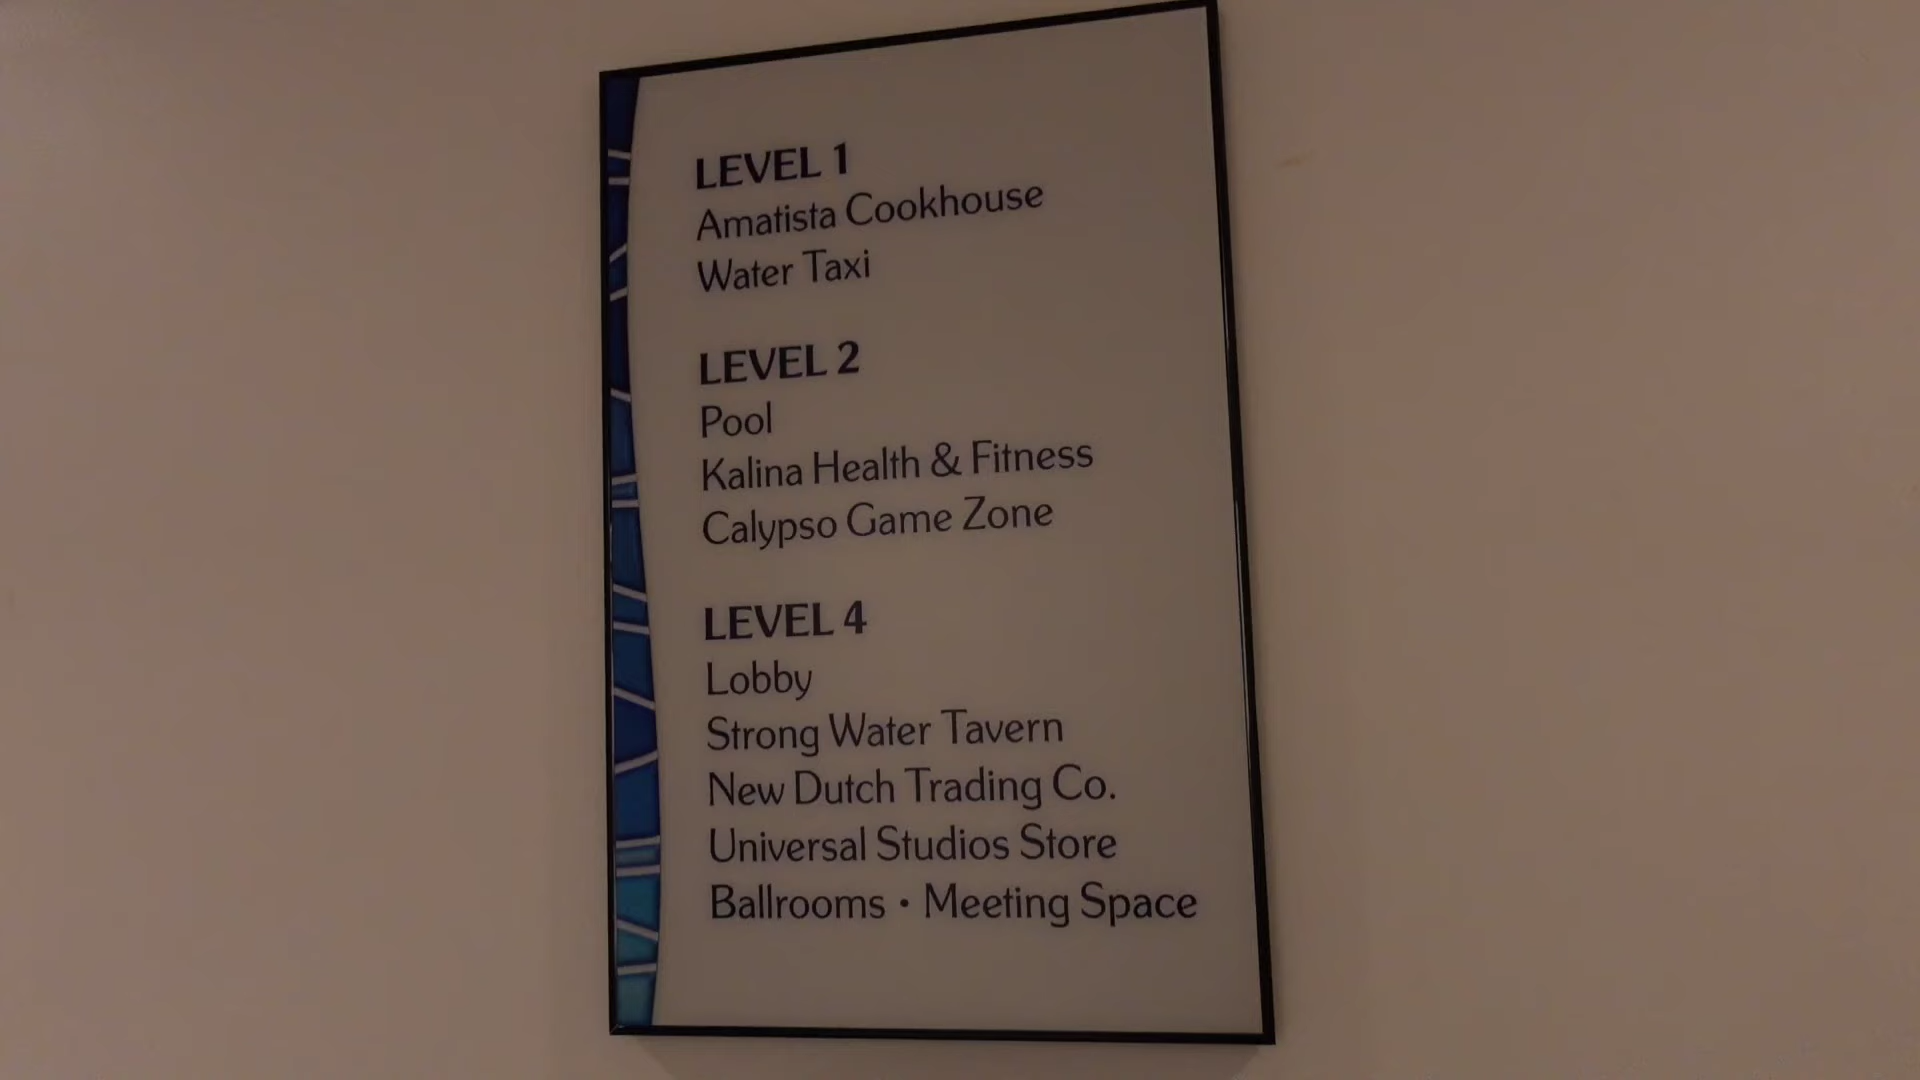 LEVEL 1
Amatista Cookhouse
Water Taxi
LEVEL 2
Pool
Kalina Health & Fitness
Calypso Game Zone
LEVEL 4
Lobby
Strong Water Tavern
New Dutch Trading Co.
Universal Studios Store
Ballrooms • Meeting Space